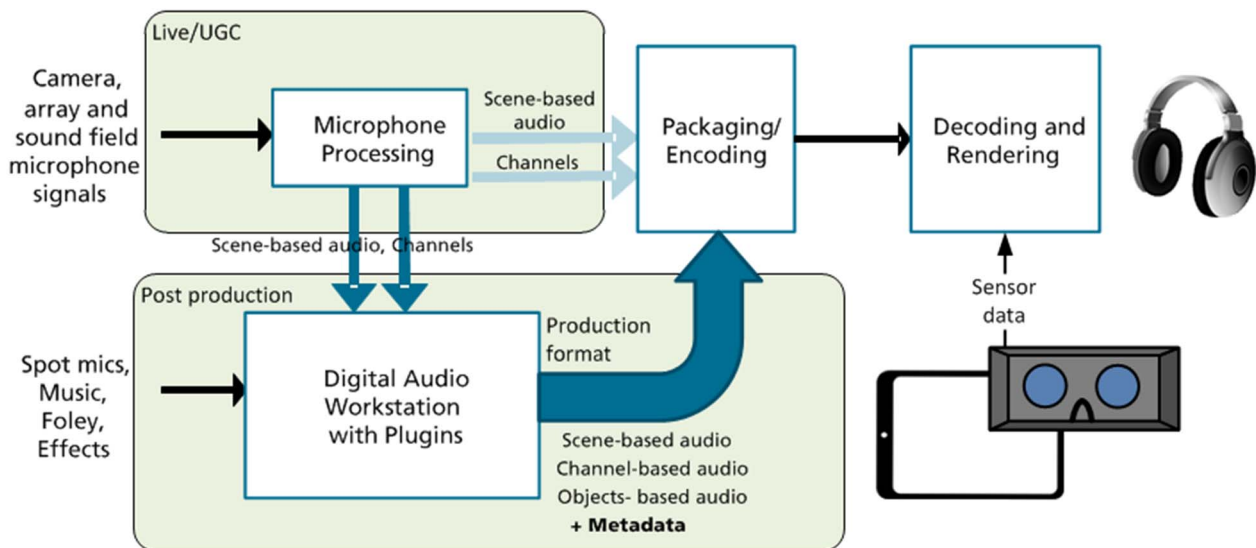 Live/UGC
Camera,
array and
sound field
microphone
signals
Microphone
Processing
Scene-based
audio
Channels
Packaging/
Encoding
Decoding and
Rendering
Scene-based audio, Channels
Sensor
data
Post production
Spot mics,
Music,
Foley,
Effects
Digital Audio
Workstation
with Plugins
Production
format
Scene-based audio
Channel-based audio
Objects- based audio
+ Metadata